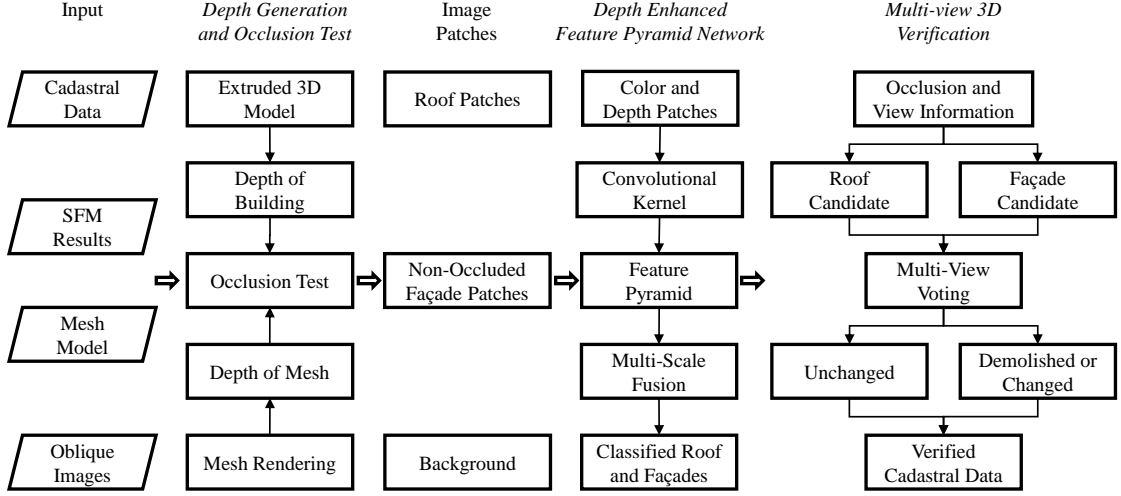 Input
Depth Generation
and Occlusion Test
Image
Patches
Depth Enhanced
Feature Pyramid Network
Multi-view 3D
Verification
Cadastral
Data
SFM
Results
Mesh
Model
Oblique
Images
Extruded 3D
Model
Depth of
Building
Occlusion Test
Depth of Mesh
Mesh Rendering
Roof Patches
Non-Occluded
Façade Patches
Background
Color and
Depth Patches
Convolutional
Kernel
Feature
Pyramid
Multi-Scale
Fusion
Classified Roof
and Façades
Occlusion and
View Information
Roof
Candidate
Façade
Candidate
Multi-View
Voting
Unchanged
Demolished or
Changed
Verified
Cadastral Data